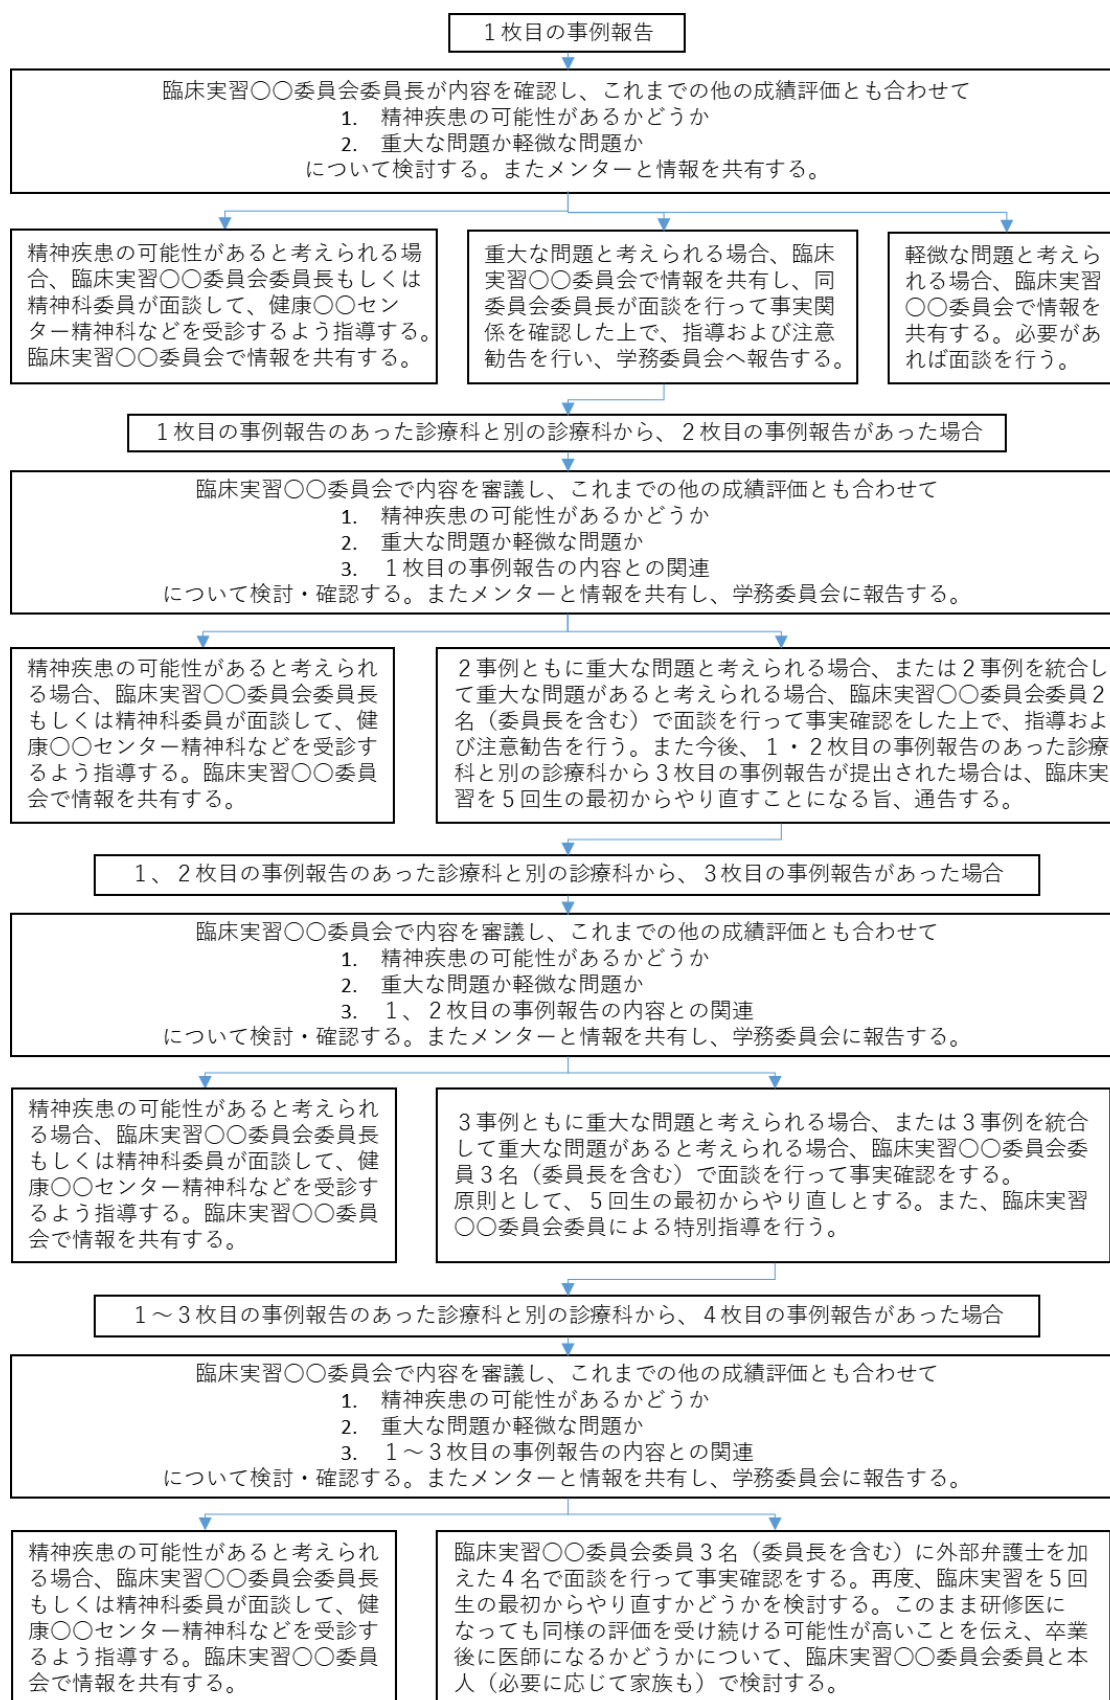 １枚目の事例報告
臨床実習〇〇委員会委員長が内容を確認し、これまでの他の成績評価とも合わせて
1. 精神疾患の可能性があるかどうか
2. 重大な問題か軽微な問題か
について検討する。またメンターと情報を共有する。
精神疾患の可能性があると考えられる場
合、臨床実習〇〇委員会委員長もしくは
精神科委員が面談して、健康〇〇セン
ター精神科などを受診するよう指導する。
臨床実習〇〇委員会で情報を共有する。
重大な問題と考えられる場合、臨床
実習〇〇委員会で情報を共有し、同
委員会委員長が面談を行って事実関
係を確認した上で、指導および注意
勧告を行い、学務委員会へ報告する。
軽微な問題と考えら
れる場合、臨床実習
〇〇委員会で情報を
共有する。必要があ
れば面談を行う。
１枚目の事例報告のあった診療科と別の診療科から、２枚目の事例報告があった場合
臨床実習〇〇委員会で内容を審議し、これまでの他の成績評価とも合わせて
1. 精神疾患の可能性があるかどうか
2. 重大な問題か軽微な問題か
3. １枚目の事例報告の内容との関連
について検討・確認する。またメンターと情報を共有し、学務委員会に報告する。
精神疾患の可能性があると考えられ
る場合、臨床実習〇〇委員会委員長
もしくは精神科委員が面談して、健
康〇〇センター精神科などを受診す
るよう指導する。臨床実習〇〇委員
会で情報を共有する。
２事例ともに重大な問題と考えられる場合、または２事例を統合し
て重大な問題があると考えられる場合、臨床実習〇〇委員会委員２
名（委員長を含む）で面談を行って事実確認をした上で、指導およ
び注意勧告を行う。また今後、１・２枚目の事例報告のあった診療
科と別の診療科から３枚目の事例報告が提出された場合は、臨床実
習を５回生の最初からやり直すことになる旨、通告する。
１、２枚目の事例報告のあった診療科と別の診療科から、３枚目の事例報告があった場合
臨床実習〇〇委員会で内容を審議し、これまでの他の成績評価とも合わせて
1. 精神疾患の可能性があるかどうか
2. 重大な問題か軽微な問題か
3. １、２枚目の事例報告の内容との関連
について検討・確認する。またメンターと情報を共有し、学務委員会に報告する。
精神疾患の可能性があると考えられ
る場合、臨床実習〇〇委員会委員長
もしくは精神科委員が面談して、健
康〇〇センター精神科などを受診す
るよう指導する。臨床実習〇〇委員
会で情報を共有する。
３事例ともに重大な問題と考えられる場合、または３事例を統合
して重大な問題があると考えられる場合、臨床実習〇〇委員会委
員３名（委員長を含む）で面談を行って事実確認をする。
原則として、５回生の最初からやり直しとする。また、臨床実習
〇〇委員会委員による特別指導を行う。
１～３枚目の事例報告のあった診療科と別の診療科から、４枚目の事例報告があった場合
臨床実習〇〇委員会で内容を審議し、これまでの他の成績評価とも合わせて
1. 精神疾患の可能性があるかどうか
2. 重大な問題か軽微な問題か
3. １～３枚目の事例報告の内容との関連
について検討・確認する。またメンターと情報を共有し、学務委員会に報告する。
精神疾患の可能性があると考えられ
る場合、臨床実習〇〇委員会委員長
もしくは精神科委員が面談して、健
康〇〇センター精神科などを受診す
るよう指導する。臨床実習〇〇委員
会で情報を共有する。
臨床実習〇〇委員会委員３名（委員長を含む）に外部弁護士を加
えた４名で面談を行って事実確認をする。再度、臨床実習を５回
生の最初からやり直すかどうかを検討する。このまま研修医に
なっても同様の評価を受け続ける可能性が高いことを伝え、卒業
後に医師になるかどうかについて、臨床実習〇〇委員会委員と本
人（必要に応じて家族も）で検討する。